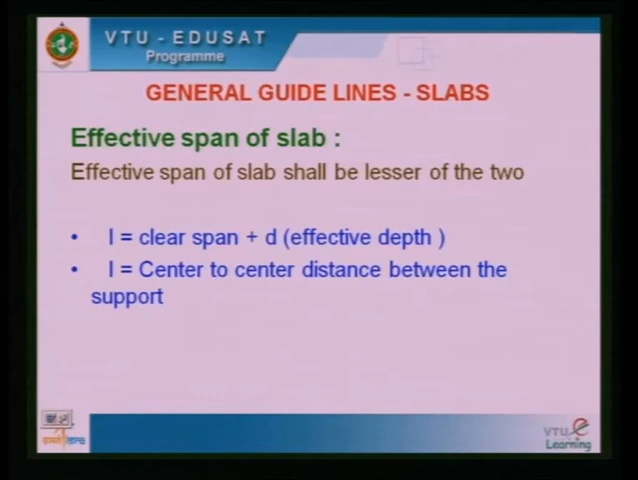 VTU - EDUSAT
Programme
GENERAL GUIDE LINES - SLABS
Effective span of slab :
Effective span of slab shall be lesser of the two
• l = clear span + d (effective depth )
• l = Center to center distance between the
support
VTU e
Learning